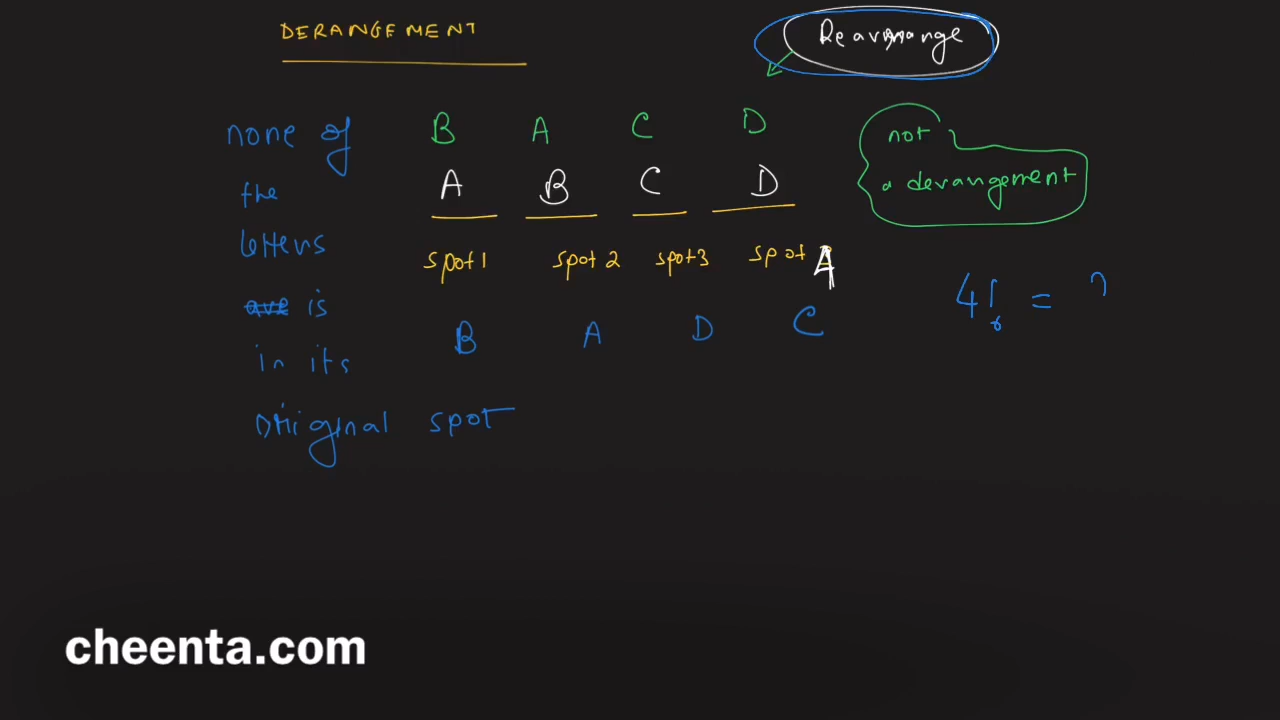 DERANGEMENT
Rearrange
none of
the
letters
are is
in its
original spot
B A C D
A B C D
spot 1 spot 2 spot 3 spot 4
B A D C
not
a derangement
4! = ?
cheenta.com